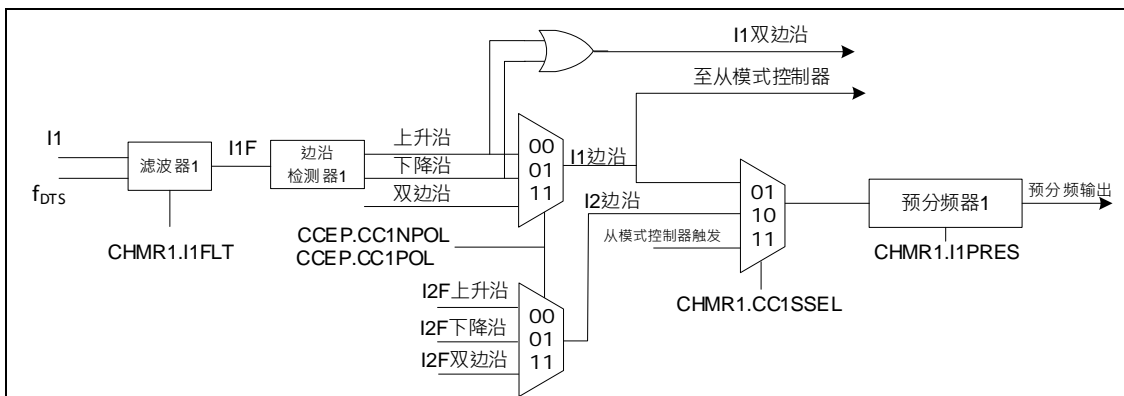 I1双边沿
至从模式控制器
I1
滤波器1
I1F
边沿
检测器1
上升沿
下降沿
双边沿
00
01
11
I1边沿
f DTS
CHMR1.I1FLT
CCEP.CC1NPOL
CCEP.CC1POL
I2边沿
从模式控制器触发
01
10
11
预分频器1
预分频输出
CHMR1.I1PRES
CHMR1.CC1SSEL
I2F上升沿
I2F下降沿
I2F双边沿
00
01
11